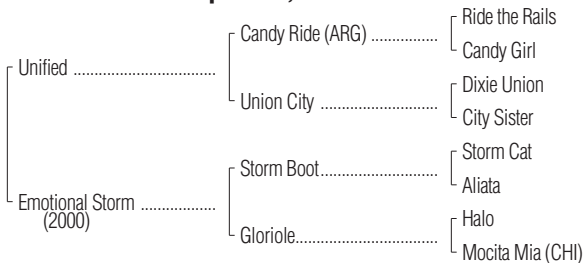 Ride the Rails
Candy Ride (ARG) ................
Candy Girl
Unified ..................................
Dixie Union
Union City ............................
City Sister
Storm Cat
Storm Boot............................
Aliata
Emotional Storm ..................
(2000)
Halo
Gloriole..................................
Mocita Mia (CHI)